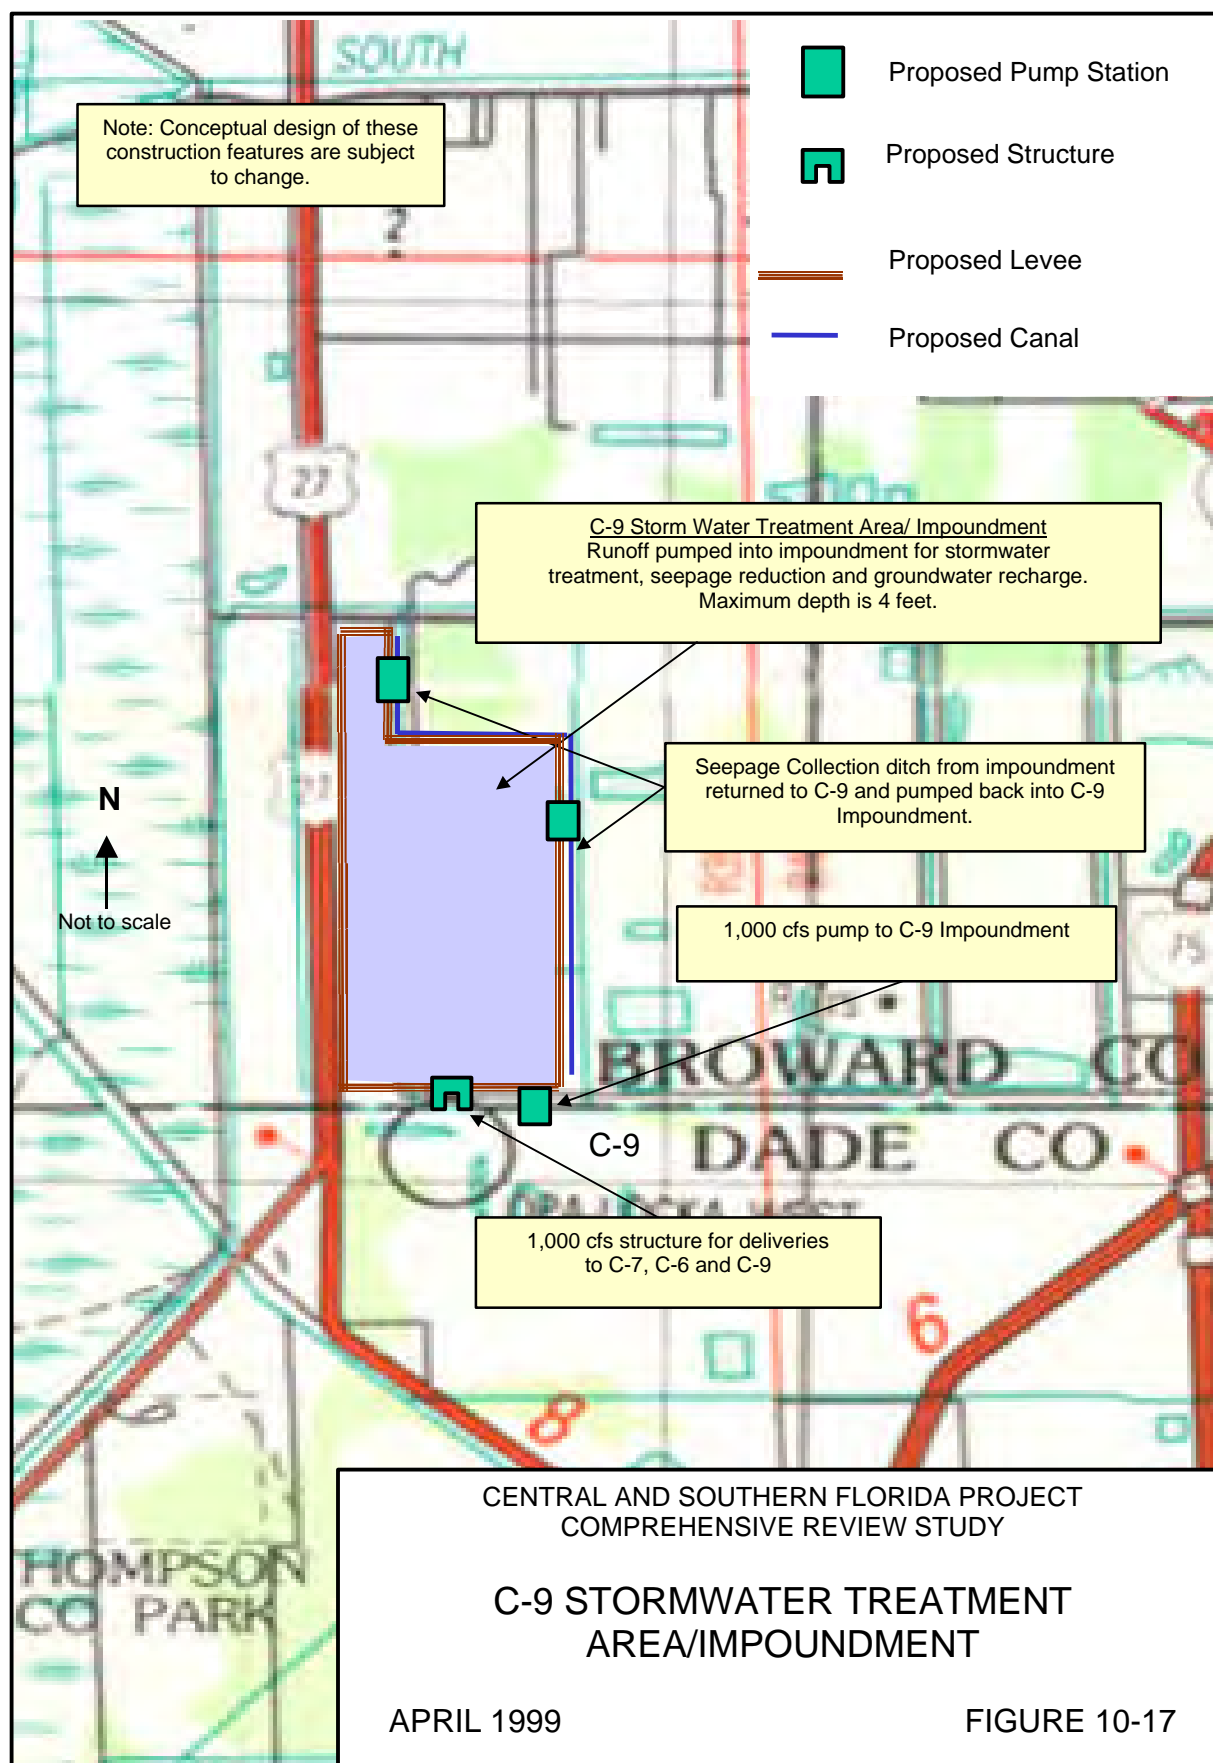 SOUTH
Proposed Pump Station
Note: Conceptual design of these
construction features are subject
to change.
Proposed Structure
?
Proposed Levee
Proposed Canal
27
C-9 Storm Water Treatment Area/ Impoundment
Runoff pumped into impoundment for stormwater
treatment, seepage reduction and groundwater recharge.
Maximum depth is 4 feet.
Seepage Collection ditch from impoundment
returned to C-9 and pumped back into C-9
Impoundment.
27
N
Not to scale
1,000 cfs pump to C-9 Impoundment
75
BROWARD CO
C-9
DADE CO
1,000 cfs structure for deliveries
to C-7, C-6 and C-9
6
8
HOMPSON
CO PARK
CENTRAL AND SOUTHERN FLORIDA PROJECT
COMPREHENSIVE REVIEW STUDY
C-9 STORMWATER TREATMENT
AREA/IMPOUNDMENT
APRIL 1999
FIGURE 10-17